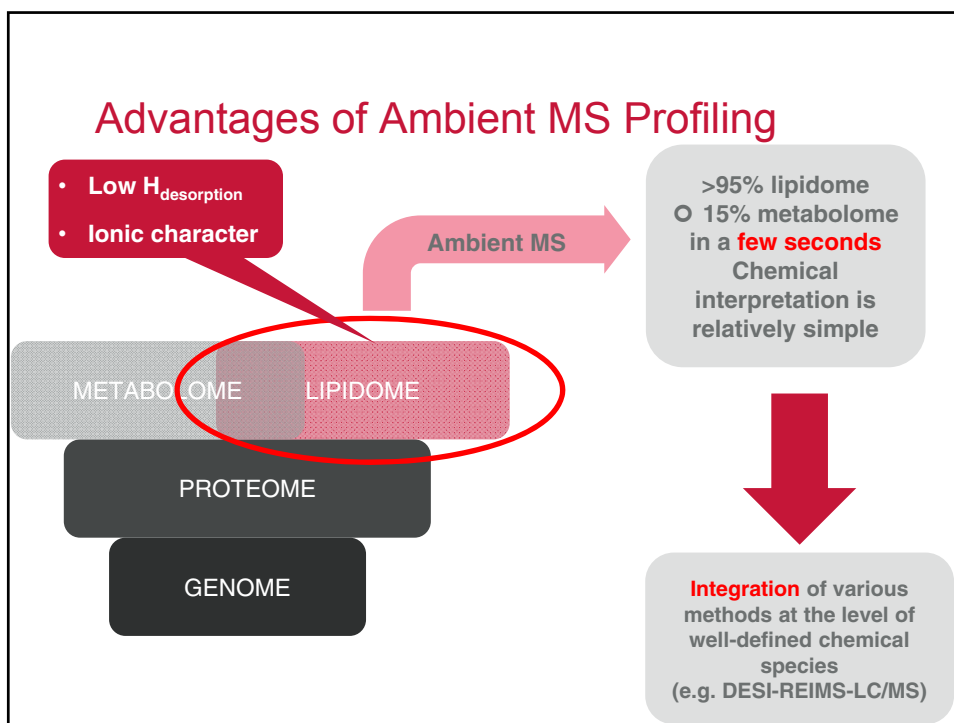 Advantages of Ambient MS Profiling
• Low Hdesorption
• Ionic character
Ambient MS
>95% lipidome
O 15% metabolome
in a few seconds
Chemical
interpretation is
relatively simple
METABOLOME
LIPIDOME
PROTEOME
GENOME
Integration of various
methods at the level of
well-defined chemical
species
(e.g. DESI-REIMS-LC/MS)